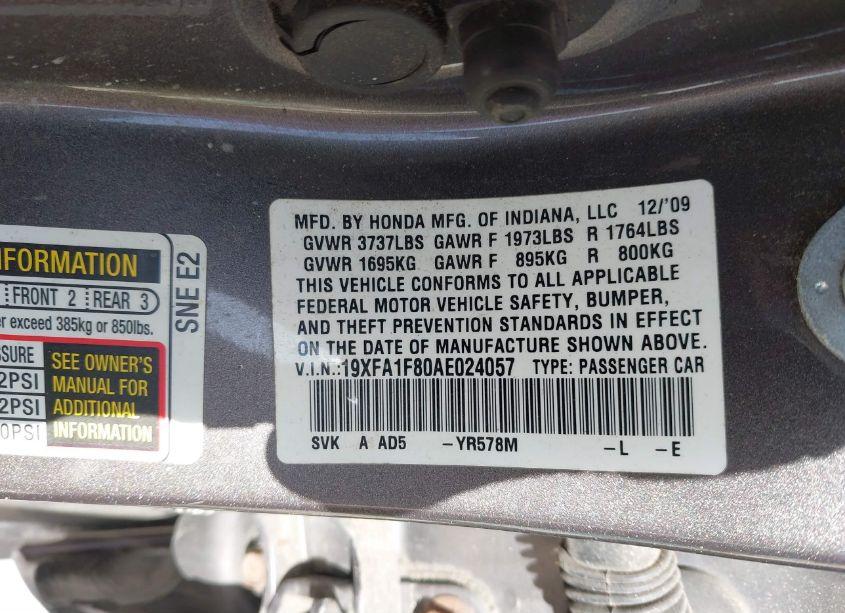 MFD. BY HONDA MFG. OF INDIANA, LLC 12/'09
GVWR 3737LBS GAWR F 1973LBS R 1764LBS
GVWR 1695KG GAWR F 895KG R 800KG
THIS VEHICLE CONFORMS TO ALL APPLICABLE
FEDERAL MOTOR VEHICLE SAFETY, BUMPER,
AND THEFT PREVENTION STANDARDS IN EFFECT
ON THE DATE OF MANUFACTURE SHOWN ABOVE.
V.I.N.:19XFA1F80AE024057 TYPE: PASSENGER CAR
SVK A AD5 -YR578M -L -E
INFORMATION
FRONT 2 REAR 3
exceed 385kg or 850lbs.
SEE OWNER'S
2PSI MANUAL FOR
2PSI ADDITIONAL
0PSI INFORMATION
SNE E2